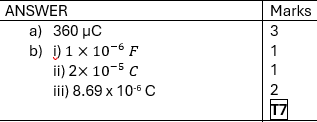 ANSWER Marks
a) 360 µC 3
b) i) 1 × 10⁻⁶ F 1
ii) 2× 10⁻⁵ C 1
iii) 8.69 x 10⁻⁶ C 2
T7